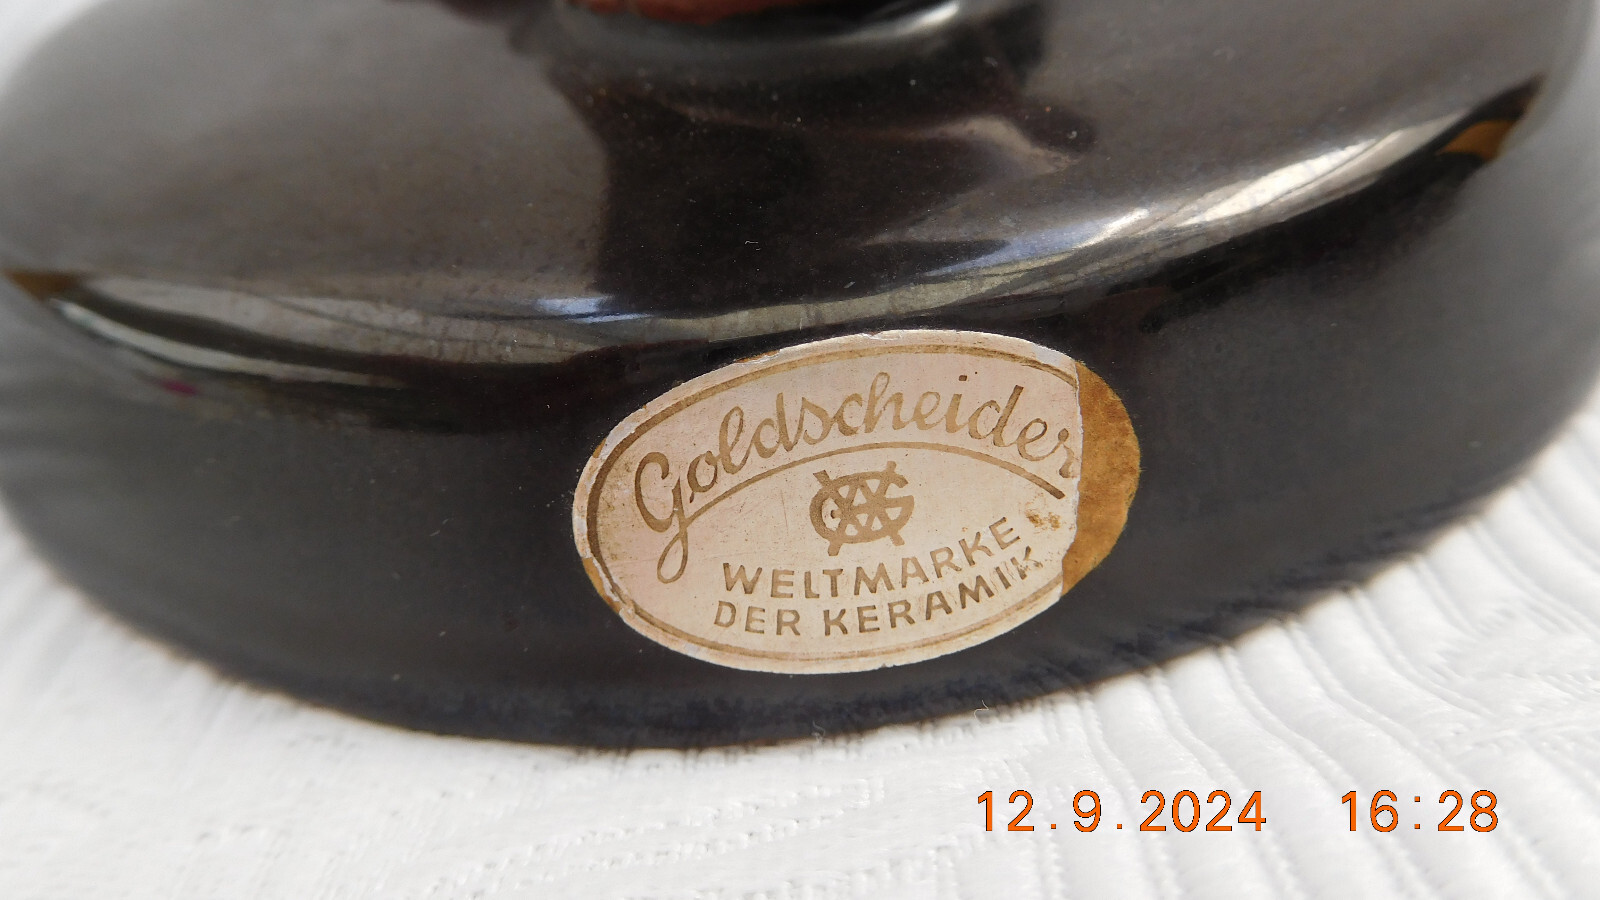 Goldscheider
WELTMARKE
DER KERAMIK
12.9.2024 16:28